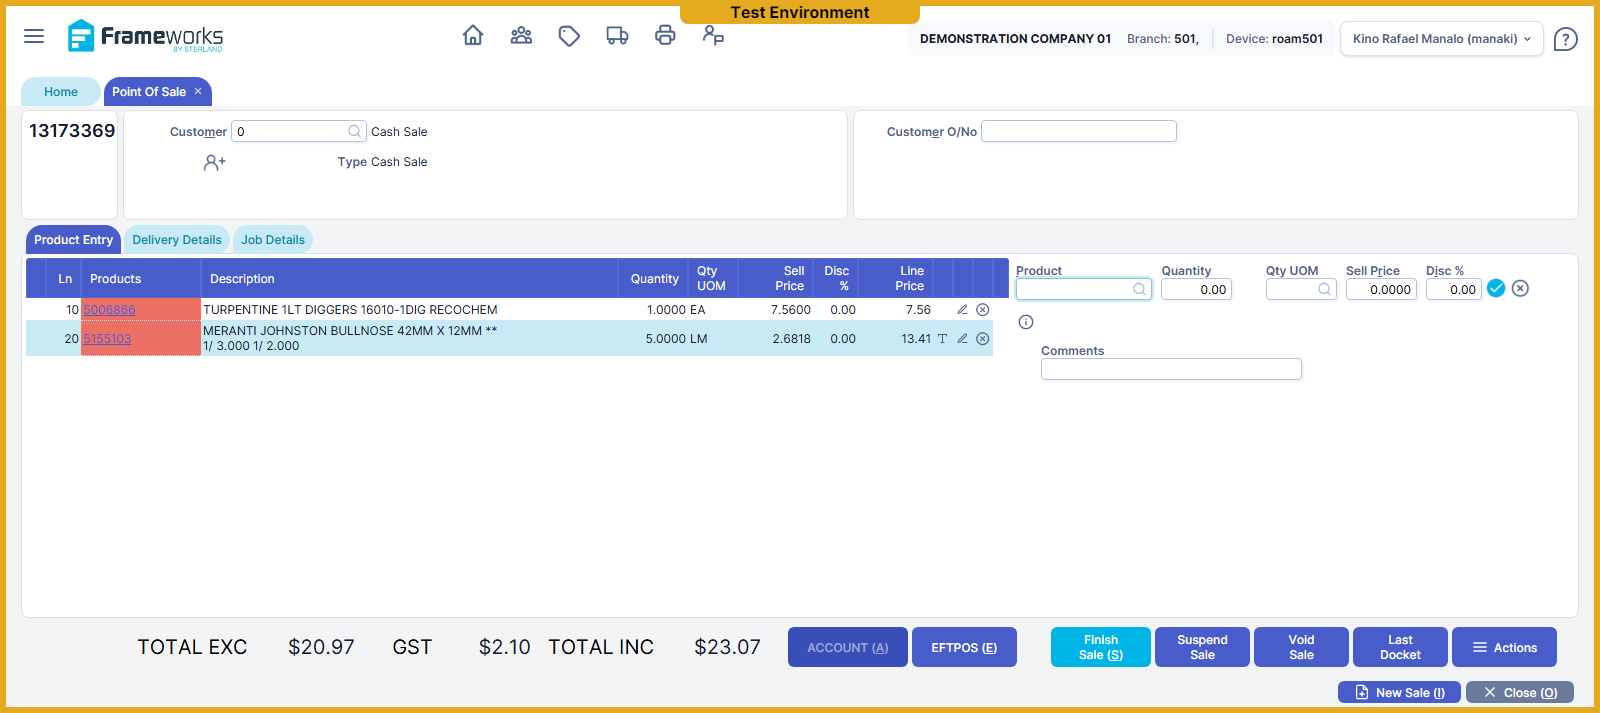 Test Environment
Frameworks
BY STERLAND
DEMONSTRATION COMPANY 01 Branch: 501, Device: roam501
Kino Rafael Manalo (manaki)
?
Home
Point Of Sale ×
13173369
Customer 0 Cash Sale
Type Cash Sale
Customer O/No
Product Entry
Delivery Details
Job Details
Ln Products Description Quantity Qty UOM Sell Price Disc % Line Price
10 5006866 TURPENTINE 1LT DIGGERS 16010-1DIG RECOCHEM 1.0000 EA 7.5600 0.00 7.56
20 5155103 MERANTI JOHNSTON BULLNOSE 42MM X 12MM ** 5.0000 LM 2.6818 0.00 13.41 T
1/ 3.000 1/ 2.000
Product Quantity Qty UOM Sell Price Disc %
0.00 0.0000 0.00
Comments
TOTAL EXC $20.97 GST $2.10 TOTAL INC $23.07
ACCOUNT (A)
EFTPOS (E)
Finish Sale (S)
Suspend Sale
Void Sale
Last Docket
Actions
New Sale (I)
Close (O)